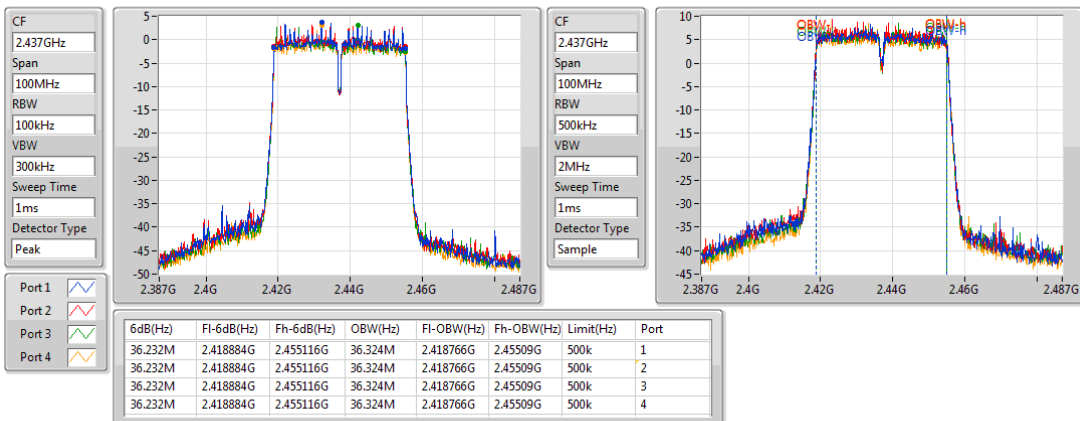 CF
2.437GHz
Span
100MHz
RBW
100kHz
VBW
300kHz
Sweep Time
1ms
Detector Type
Peak
5
0
-5
-10
-15
-20
-25
-30
-35
-40
-45
-50
2.387G 2.4G 2.42G 2.44G 2.46G 2.487G
CF
2.437GHz
Span
100MHz
RBW
500kHz
VBW
2MHz
Sweep Time
1ms
Detector Type
Sample
10
5
0
-5
-10
-15
-20
-25
-30
-35
-40
-45
OBW-h
2.387G 2.4G 2.42G 2.44G 2.46G 2.487G
Port 1
Port 2
Port 3
Port 4
6dB(Hz) Fl-6dB(Hz) Fh-6dB(Hz) OBW(Hz) Fl-OBW(Hz) Fh-OBW(Hz) Limit(Hz) Port
36.232M 2.418884G 2.455116G 36.324M 2.418766G 2.45509G 500k 1
36.232M 2.418884G 2.455116G 36.324M 2.418766G 2.45509G 500k 2
36.232M 2.418884G 2.455116G 36.324M 2.418766G 2.45509G 500k 3
36.232M 2.418884G 2.455116G 36.324M 2.418766G 2.45509G 500k 4